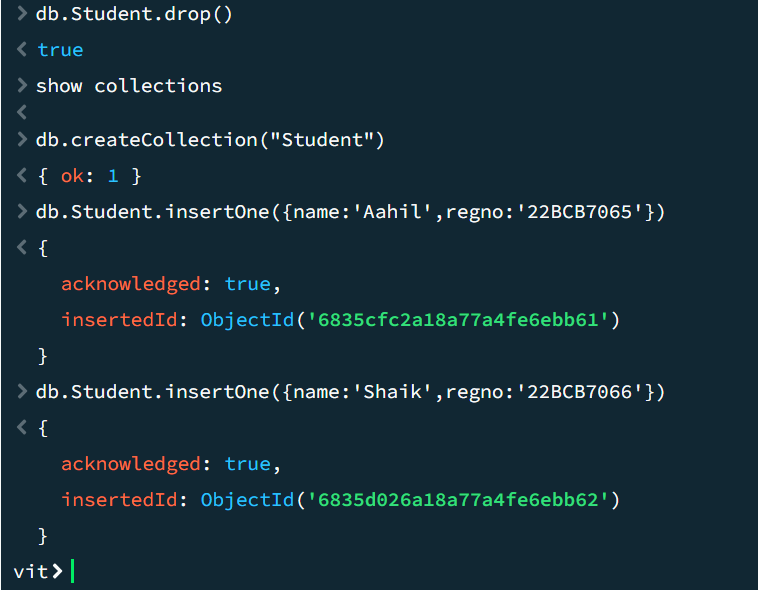 > db.Student.drop()
< true
> show collections
<
> db.createCollection("Student")
< { ok: 1 }
> db.Student.insertOne({name:'Aahil',regno:'22BCB7065'})
< {
acknowledged: true,
insertedId: ObjectId('6835cfc2a18a77a4fe6ebb61')
}
> db.Student.insertOne({name:'Shaik',regno:'22BCB7066'})
< {
acknowledged: true,
insertedId: ObjectId('6835d026a18a77a4fe6ebb62')
}
vit>